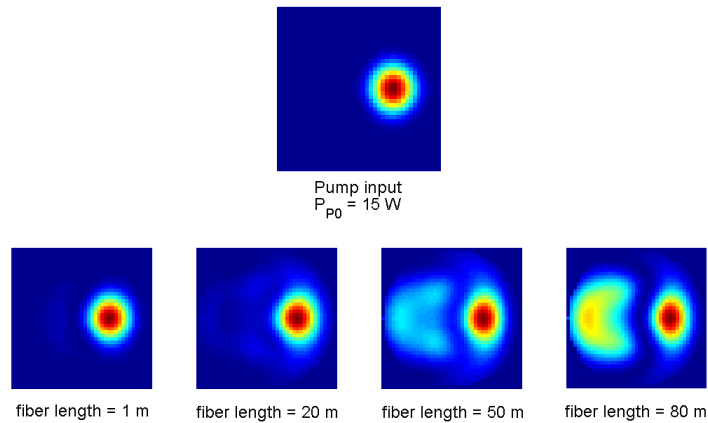 Pump input
P_P0 = 15 W
fiber length = 1 m
fiber length = 20 m
fiber length = 50 m
fiber length = 80 m